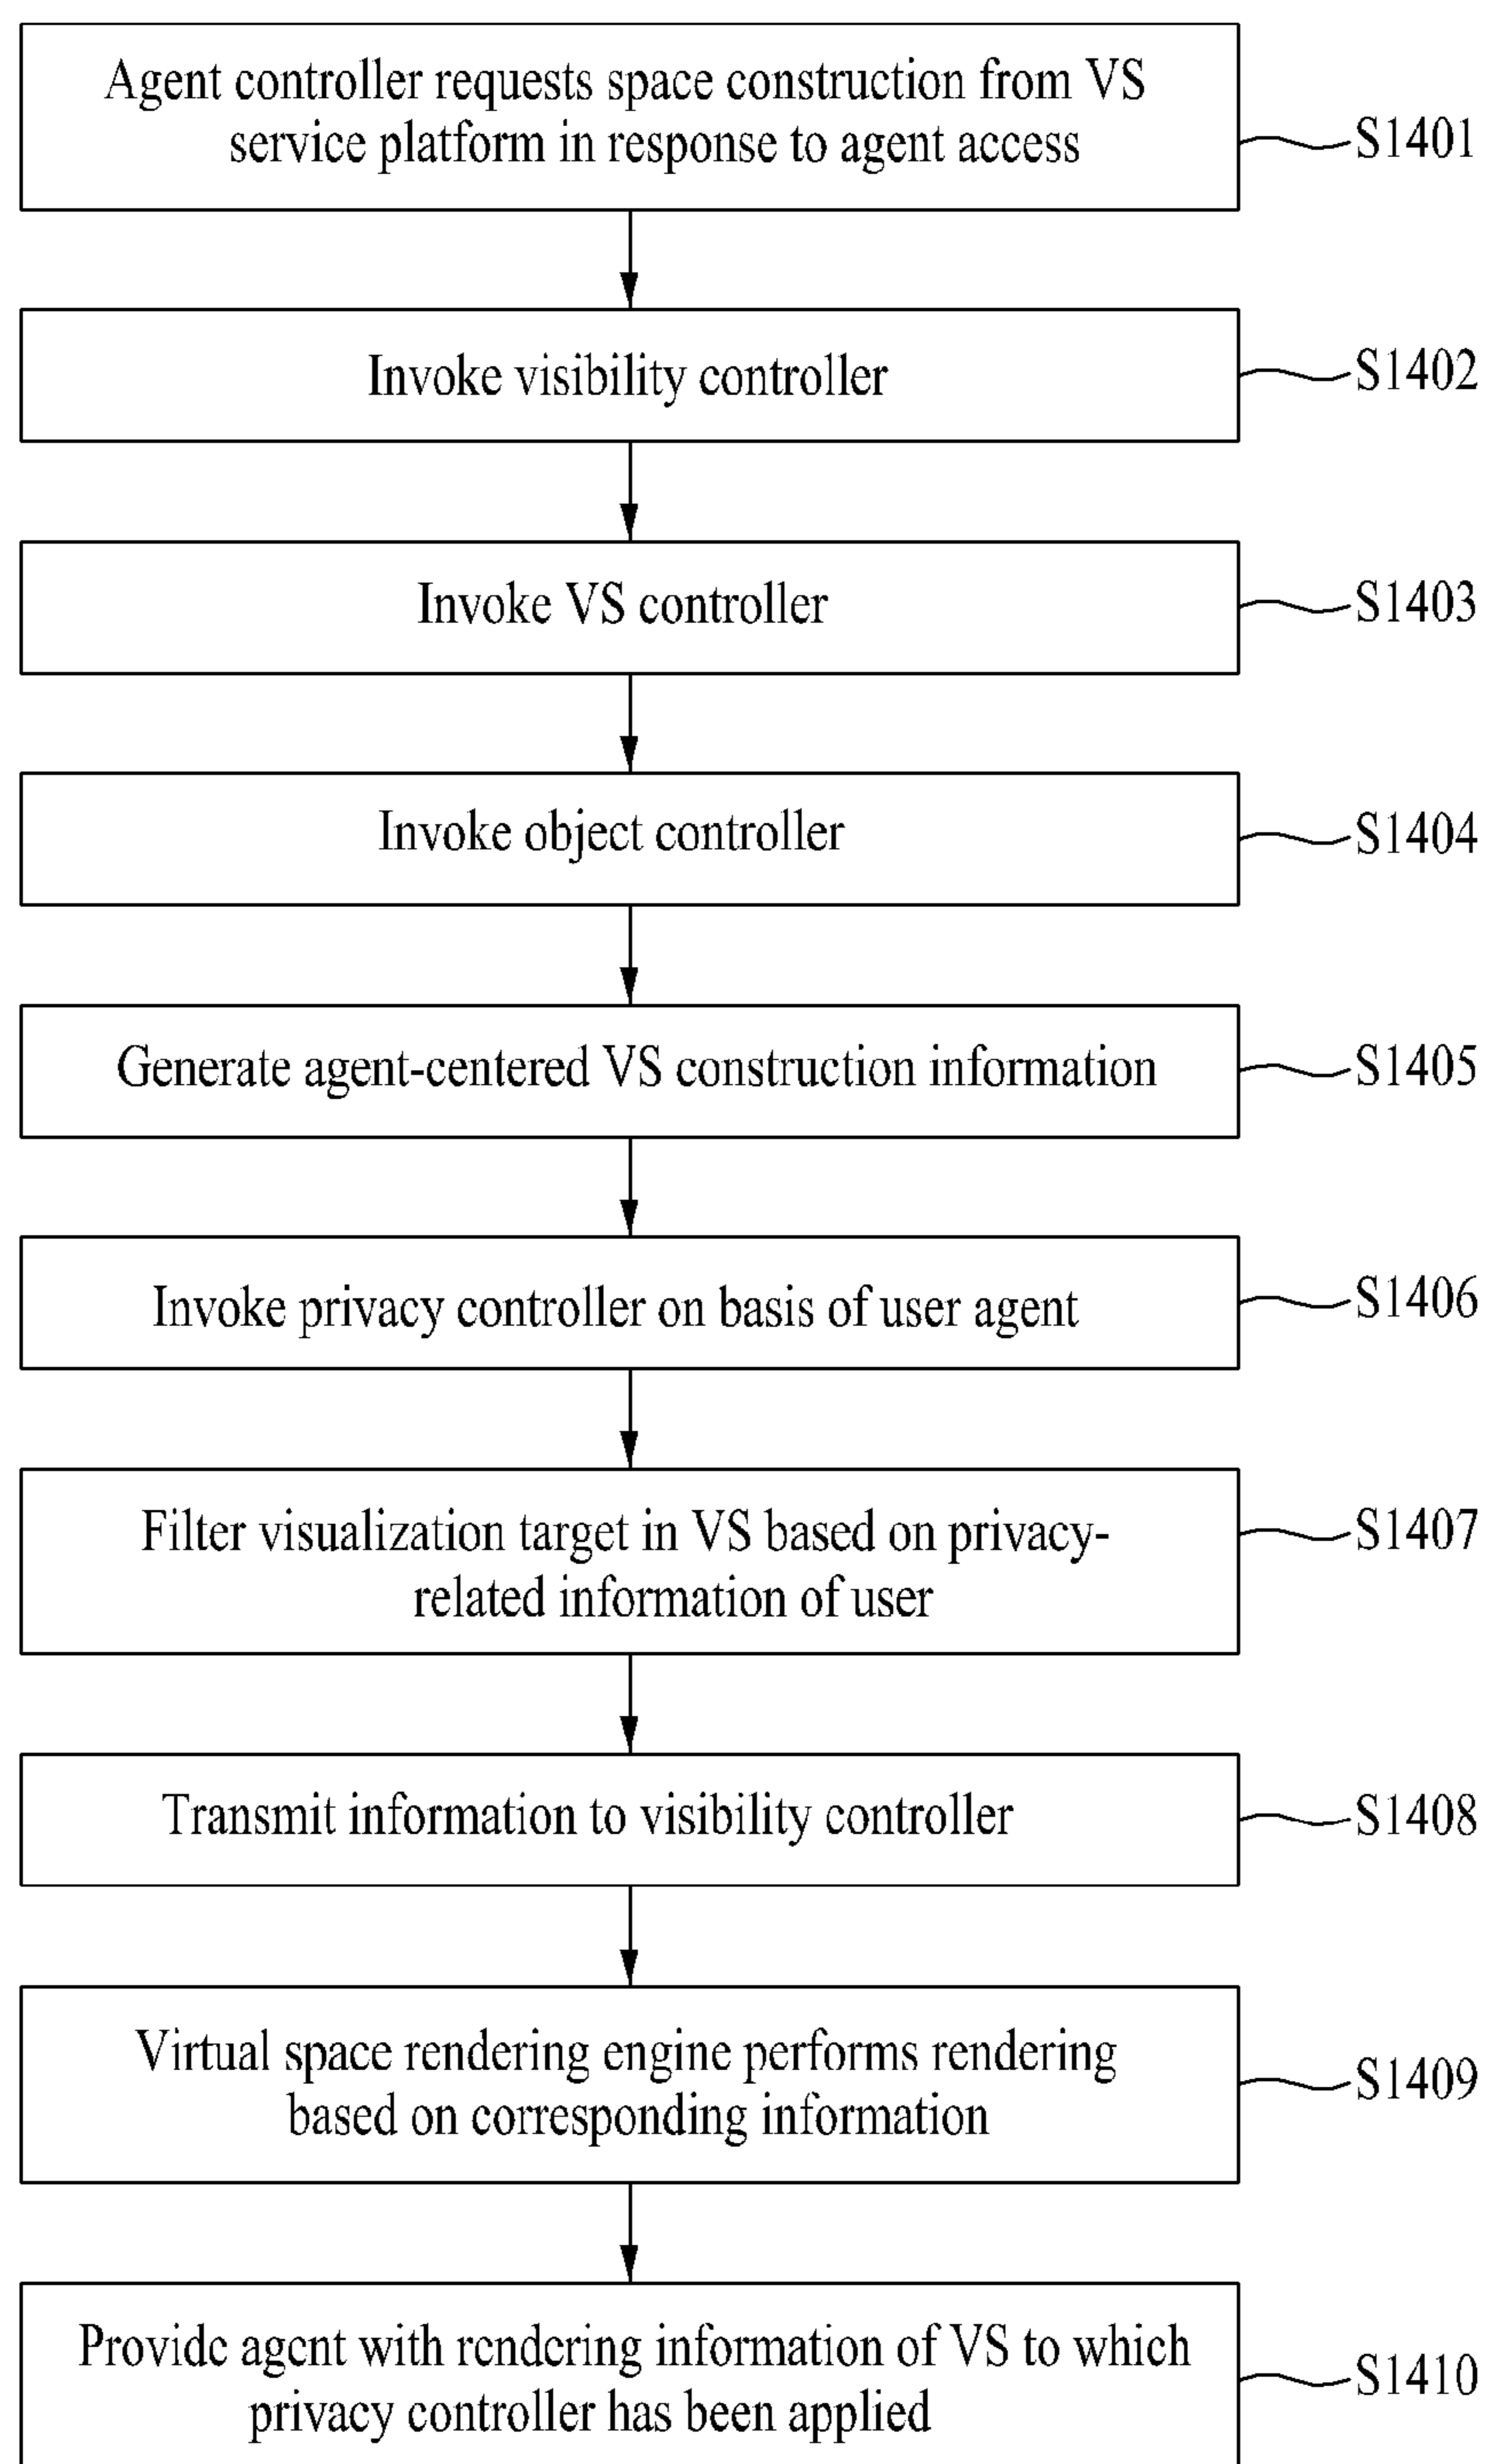 Agent controller requests space construction from VS
service platform in response to agent access
S1401
Invoke visibility controller
S1402
Invoke VS controller
S1403
Invoke object controller
S1404
Generate agent-centered VS construction information
S1405
Invoke privacy controller on basis of user agent
S1406
Filter visualization target in VS based on privacy-
related information of user
S1407
Transmit information to visibility controller
S1408
Virtual space rendering engine performs rendering
based on corresponding information
S1409
Provide agent with rendering information of VS to which
privacy controller has been applied
S1410